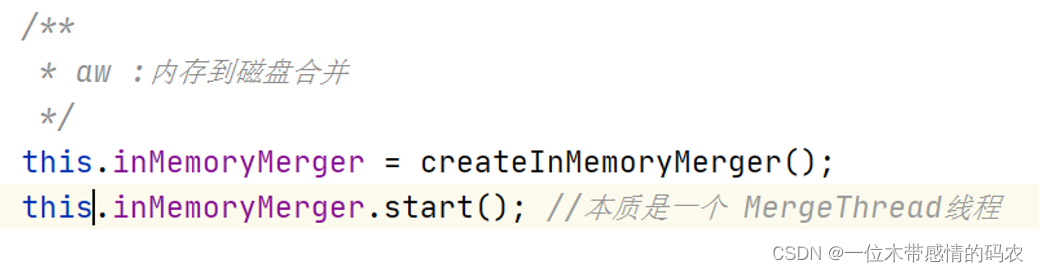 /**
* aw :内存到磁盘合并
*/
this.inMemoryMerger = createInMemoryMerger();
this.inMemoryMerger.start(); //本质是一个 MergeThread线程
CSDN @一位木带感情的码农